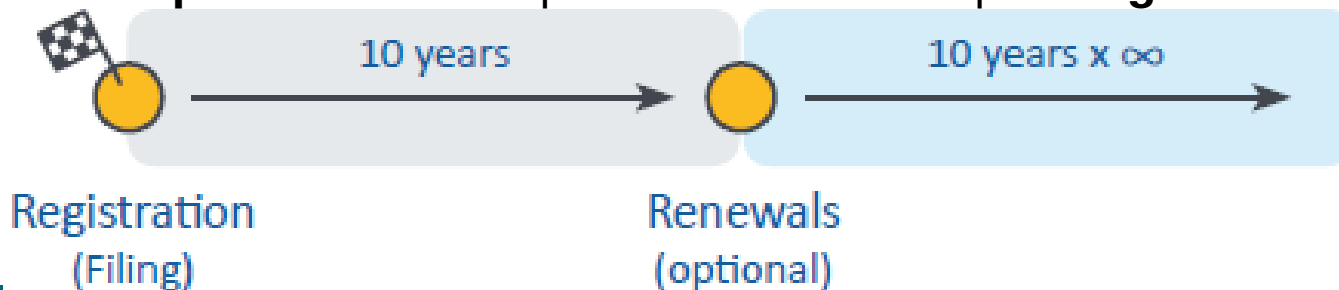 10 years
10 years x ∞
Registration
(Filing)
Renewals
(optional)